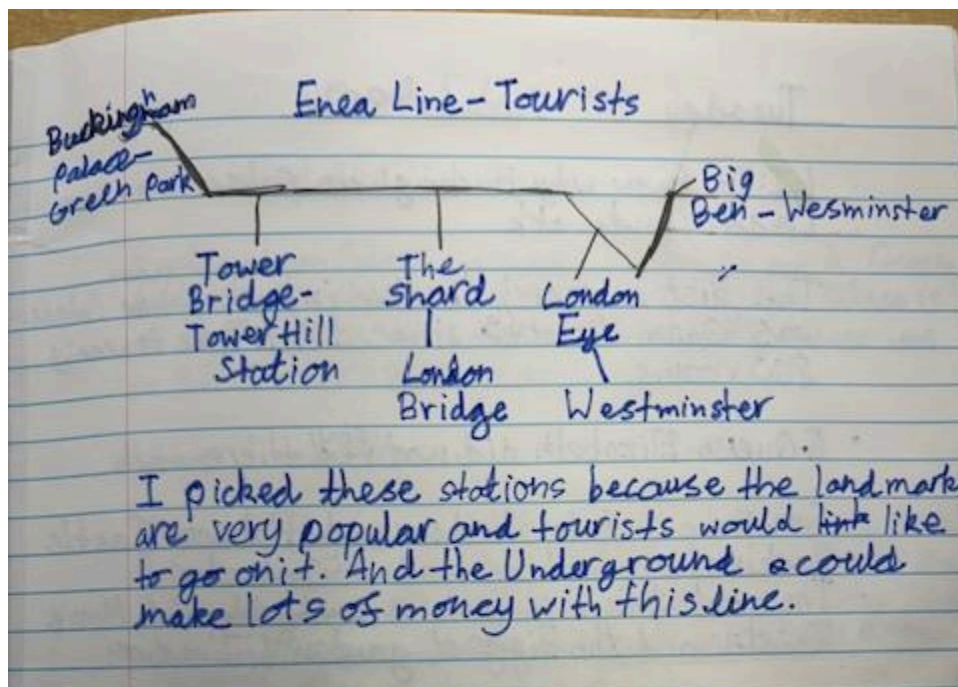 Enea Line - Tourists
Buckingham
Palace -
Green Park
Tower
Bridge -
Tower Hill
Station
The
Shard
London
Bridge
London
Eye
Westminster
Big
Ben - Wesminster
I picked these stations because the landmark
are very popular and tourists would like
to go on it. And the Underground could
make lots of money with this line.